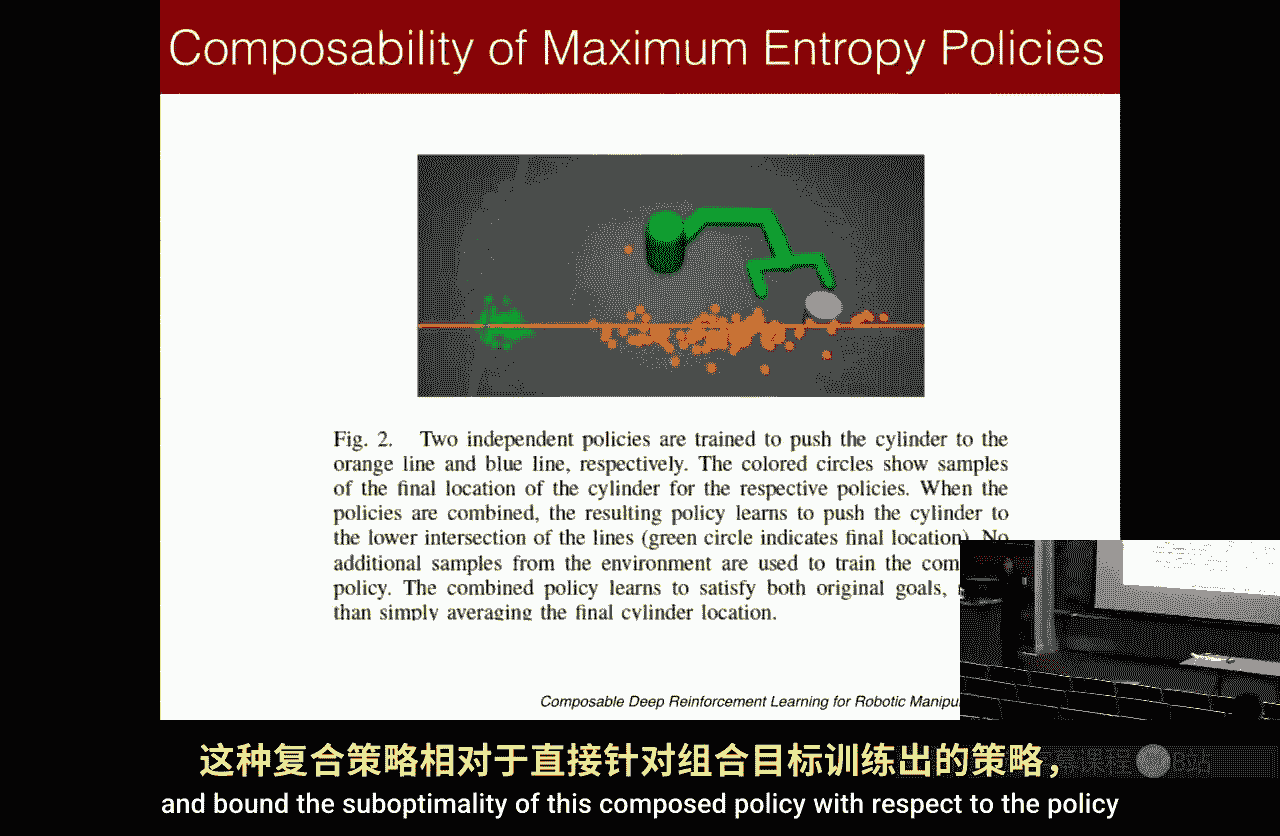 Composability of Maximum Entropy Policies
Fig. 2. Two independent policies are trained to push the cylinder to the
orange line and blue line, respectively. The colored circles show samples
of the final location of the cylinder for the respective policies. When the
policies are combined, the resulting policy learns to push the cylinder to
the lower intersection of the lines (green circle indicates final location). No
additional samples from the environment are used to train the
policy. The combined policy learns to satisfy both original goals,
than simply averaging the final cylinder location.
Composable Deep Reinforcement Learning for Robotic
这种复合策略相对于直接针对组合目标训练出的策略，
and bound the suboptimality of this composed policy with respect to the policy